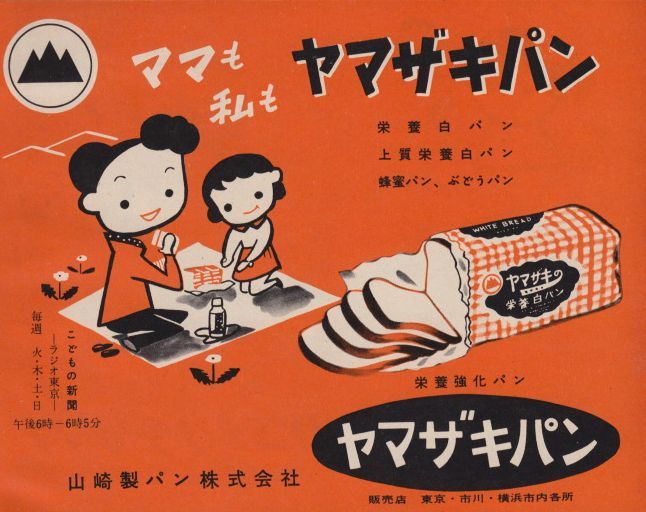 ママも
私も
ヤマザキパン
栄養白パン
上質栄養白パン
蜂蜜パン、ぶどうパン
WHITE BREAD
ヤマザキの
栄養白パン
栄養強化パン
こどもの新聞
―ラジオ東京―
毎週 火・木・土・日
午後6時－6時5分
ヤマザキパン
山崎製パン株式会社
販売店 東京・市川・横浜市内各所